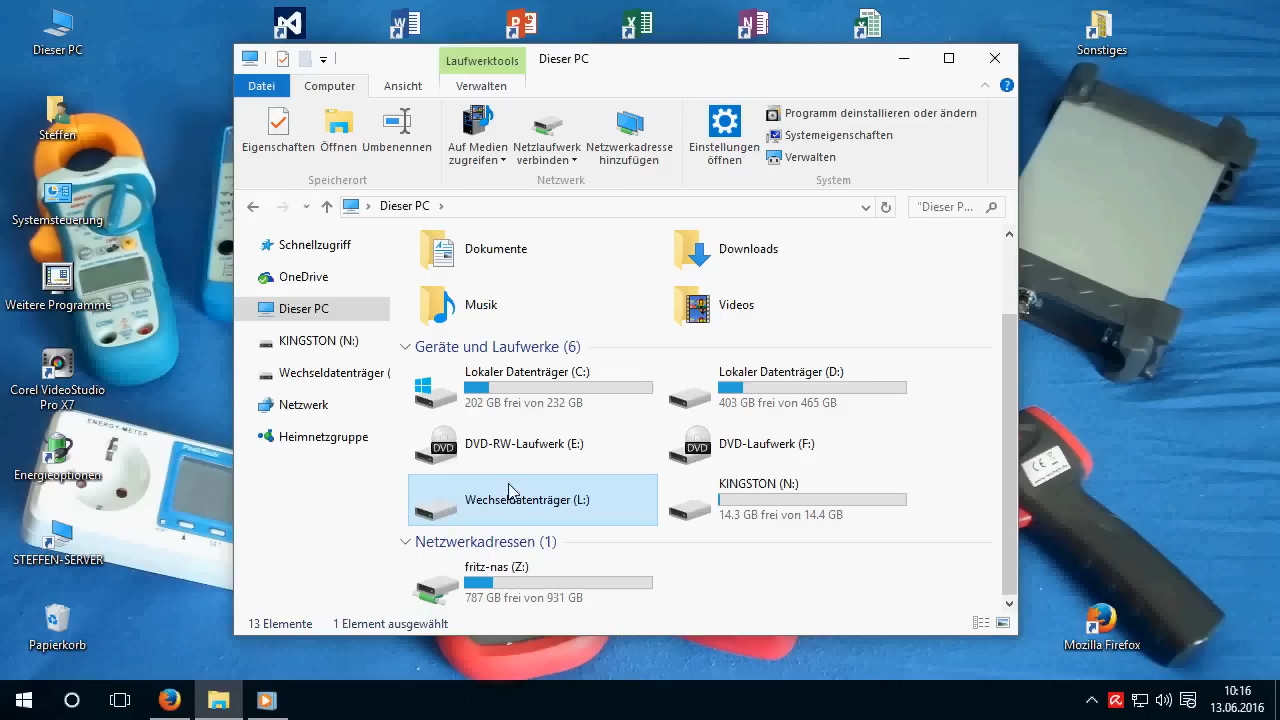 Dieser PC
Sonstiges
Steffen
Systemsteuerung
Weitere Programme
Corel VideoStudio
Pro X7
Energieoptionen
STEFFEN-SERVER
Papierkorb
Mozilla Firefox
ENERGY-METER
Laufwerktools
Dieser PC
Datei
Computer
Ansicht
Verwalten
Eigenschaften
Öffnen
Umbenennen
Auf Medien
zugreifen
Netzlaufwerk
verbinden
Netzwerkadresse
hinzufügen
Einstellungen
öffnen
Programm deinstallieren oder ändern
Systemeigenschaften
Verwalten
Speicherort
Netzwerk
System
Dieser PC
"Dieser P...
Schnellzugriff
OneDrive
Dieser PC
KINGSTON (N:)
Wechseldatenträger (
Netzwerk
Heimnetzgruppe
Dokumente
Downloads
Musik
Videos
Geräte und Laufwerke (6)
Lokaler Datenträger (C:)
202 GB frei von 232 GB
Lokaler Datenträger (D:)
403 GB frei von 465 GB
DVD
DVD-RW-Laufwerk (E:)
DVD
DVD-Laufwerk (F:)
Wechseldatenträger (L:)
KINGSTON (N:)
14.3 GB frei von 14.4 GB
Netzwerkadressen (1)
fritz-nas (Z:)
787 GB frei von 931 GB
13 Elemente
1 Element ausgewählt
10:16
13.06.2016